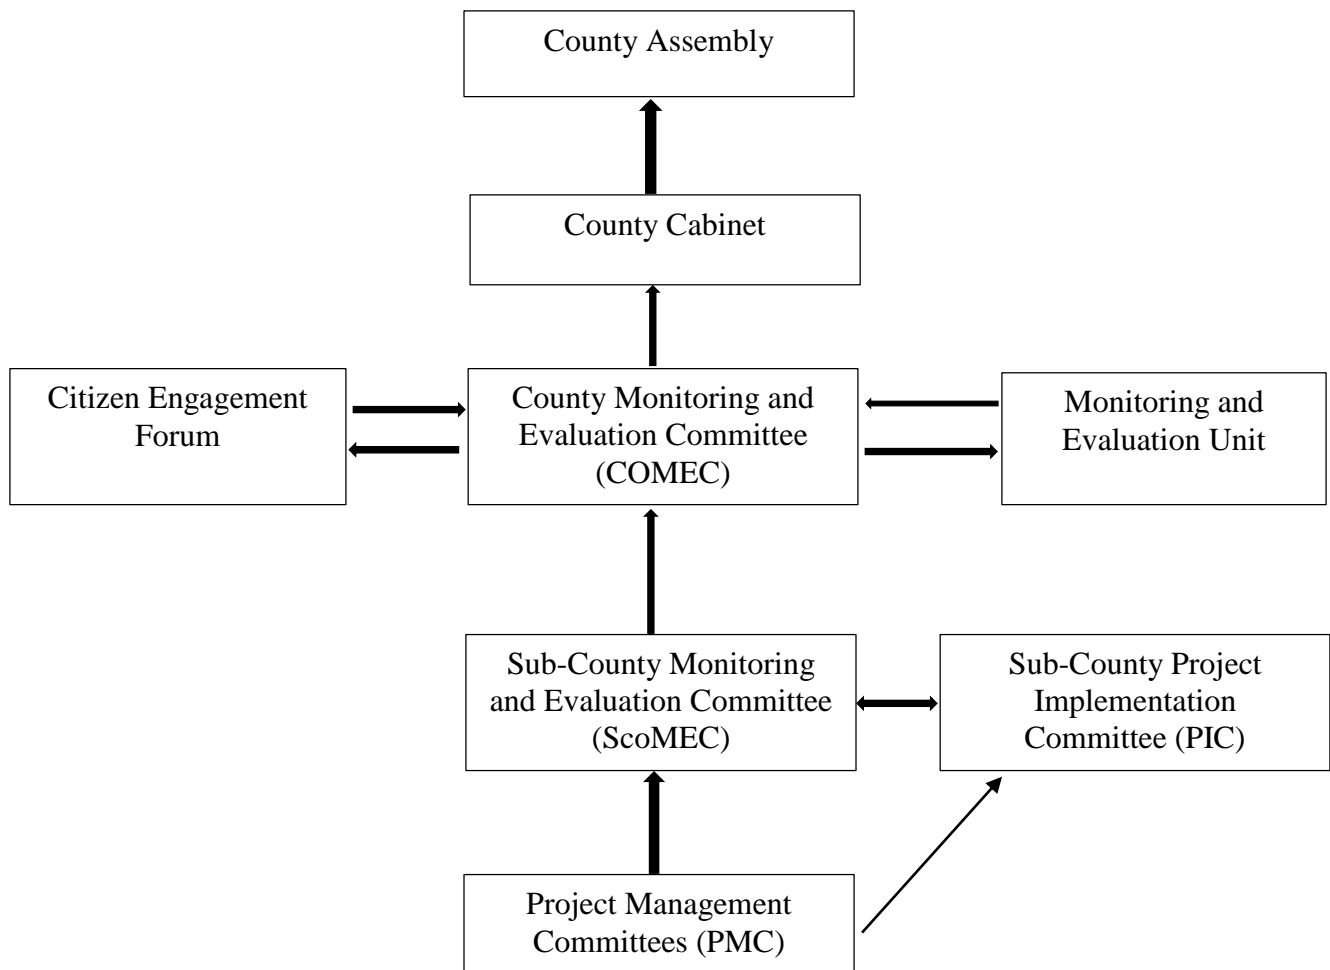 County Assembly
County Cabinet
Citizen Engagement
Forum
County Monitoring and
Evaluation Committee
(COMEC)
Monitoring and
Evaluation Unit
Sub-County Monitoring
and Evaluation Committee
(ScoMEC)
Sub-County Project
Implementation
Committee (PIC)
Project Management
Committees (PMC)